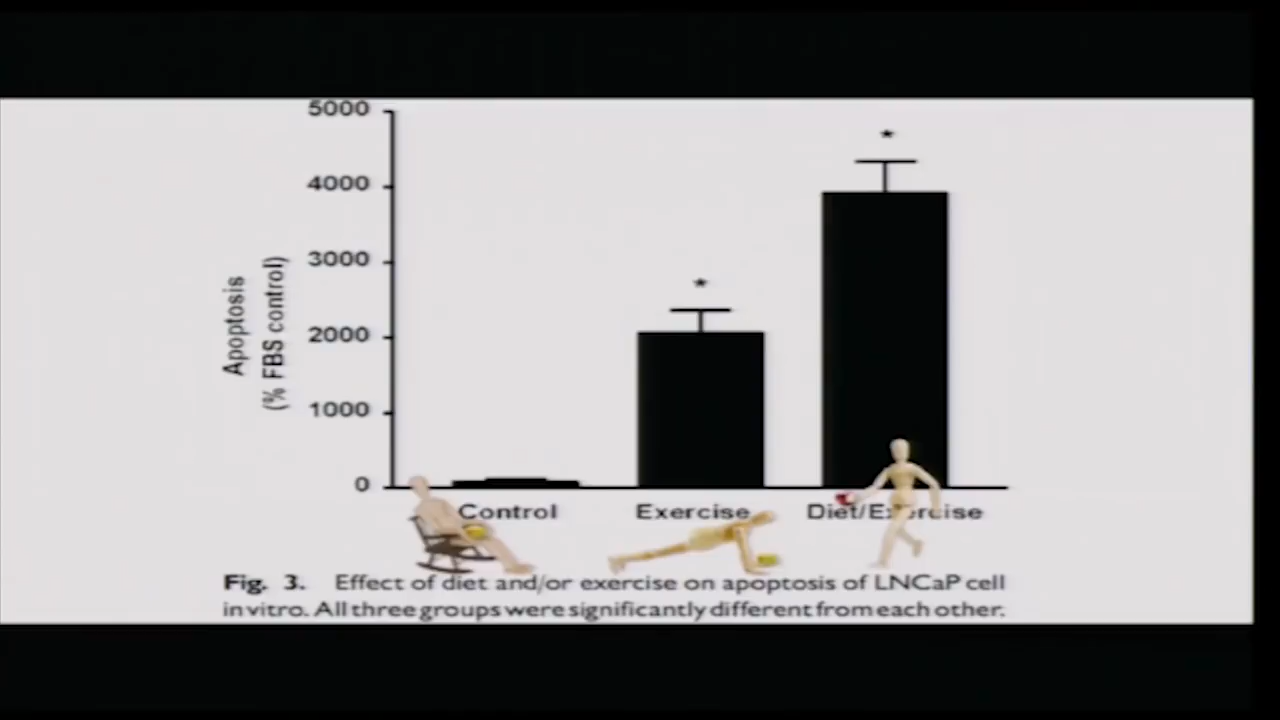 5000
4000
3000
2000
1000
0
Apoptosis
(% FBS control)
*
*
Control
Exercise
Diet/Exercise
Fig. 3. Effect of diet and/or exercise on apoptosis of LNCaP cell
in vitro. All three groups were significantly different from each other.